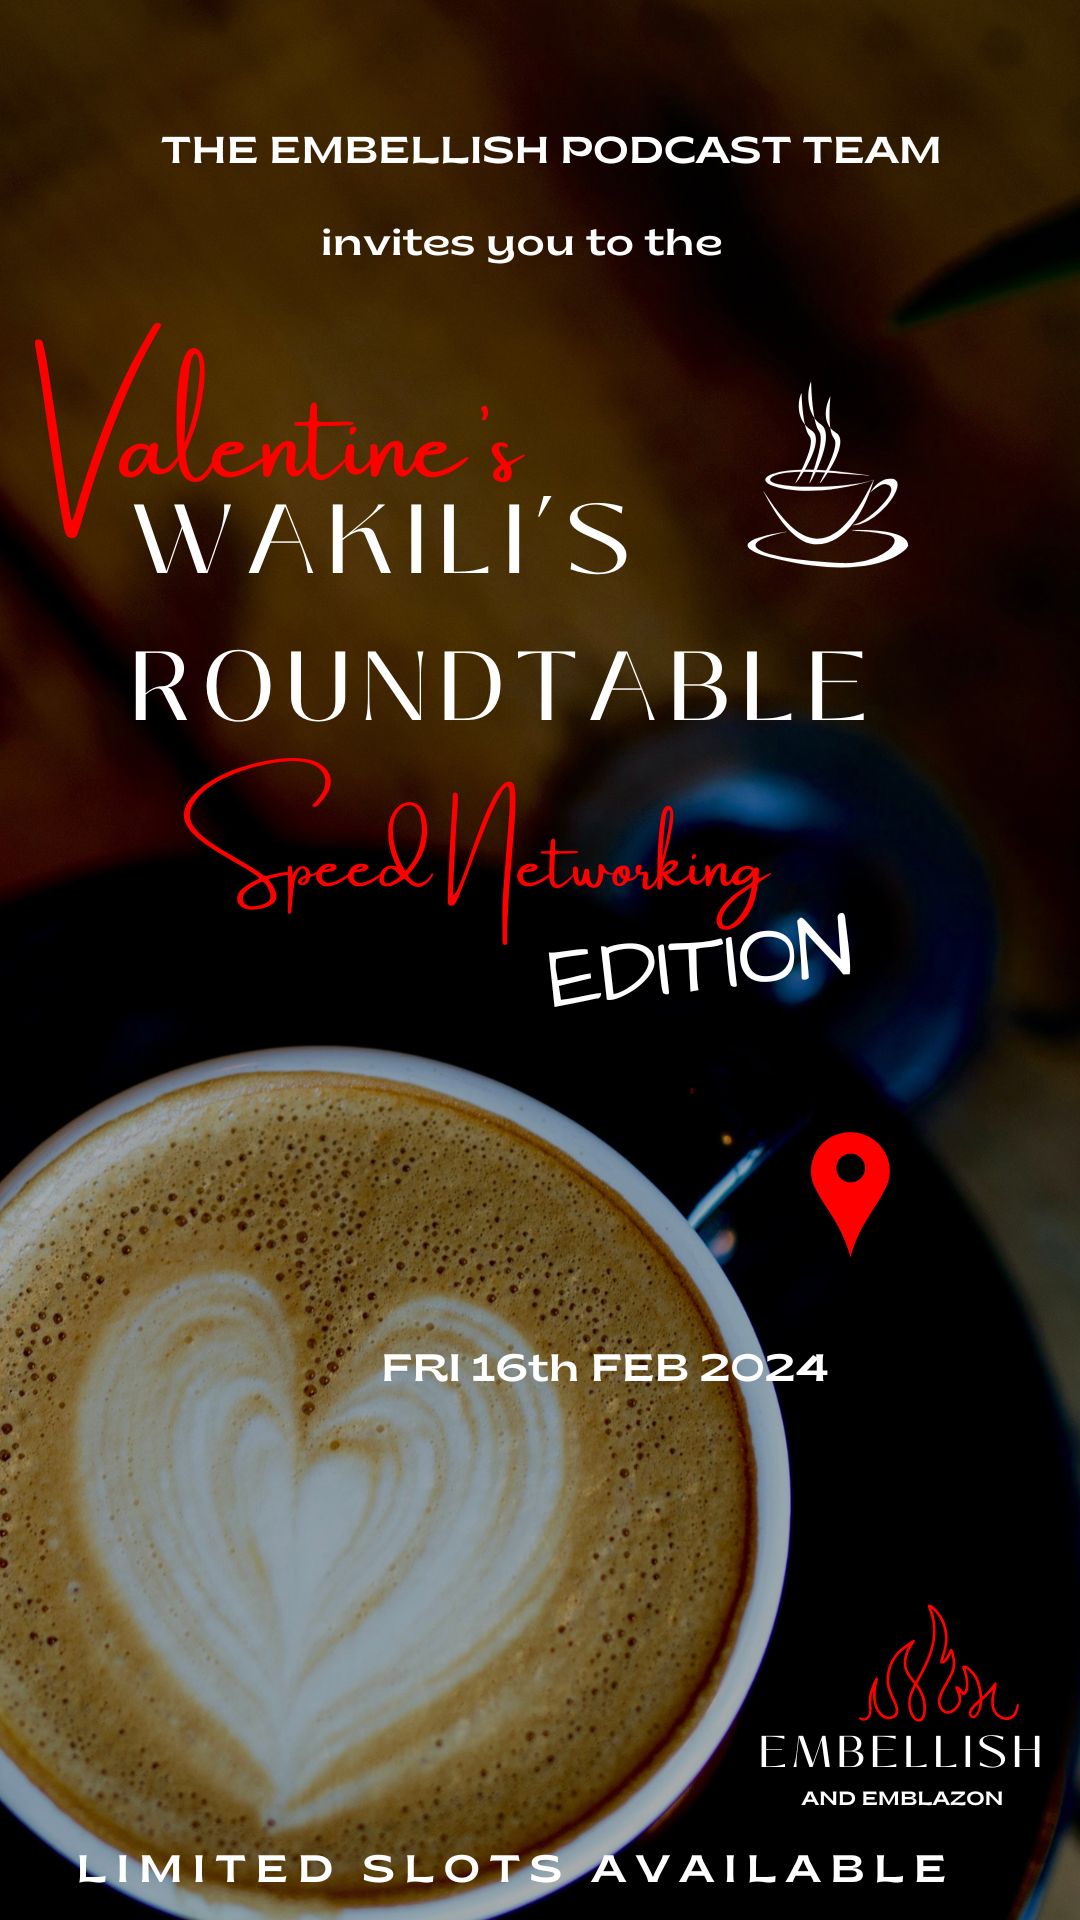 THE EMBELLISH PODCAST TEAM
invites you to the
Valentine's
WAKILI'S
ROUNDTABLE
Speed Networking
EDITION
FRI 16th FEB 2024
EMBELLISH
AND EMBLAZON
LIMITED SLOTS AVAILABLE